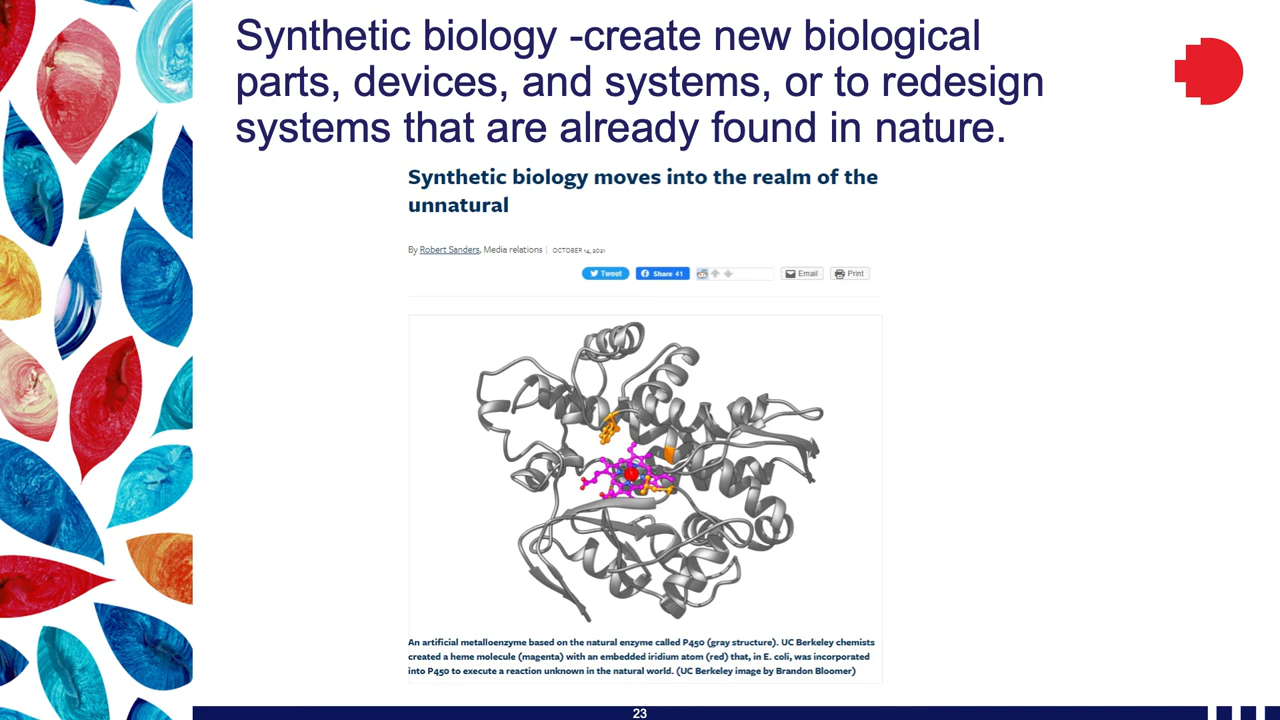 Synthetic biology -create new biological
parts, devices, and systems, or to redesign
systems that are already found in nature.
Synthetic biology moves into the realm of the
unnatural
By Robert Sanders, Media relations | OCTOBER 14, 2021
Tweet
Share 41
Email
Print
An artificial metalloenzyme based on the natural enzyme called P450 (gray structure). UC Berkeley chemists
created a heme molecule (magenta) with an embedded iridium atom (red) that, in E. coli, was incorporated
into P450 to execute a reaction unknown in the natural world. (UC Berkeley image by Brandon Bloomer)
23